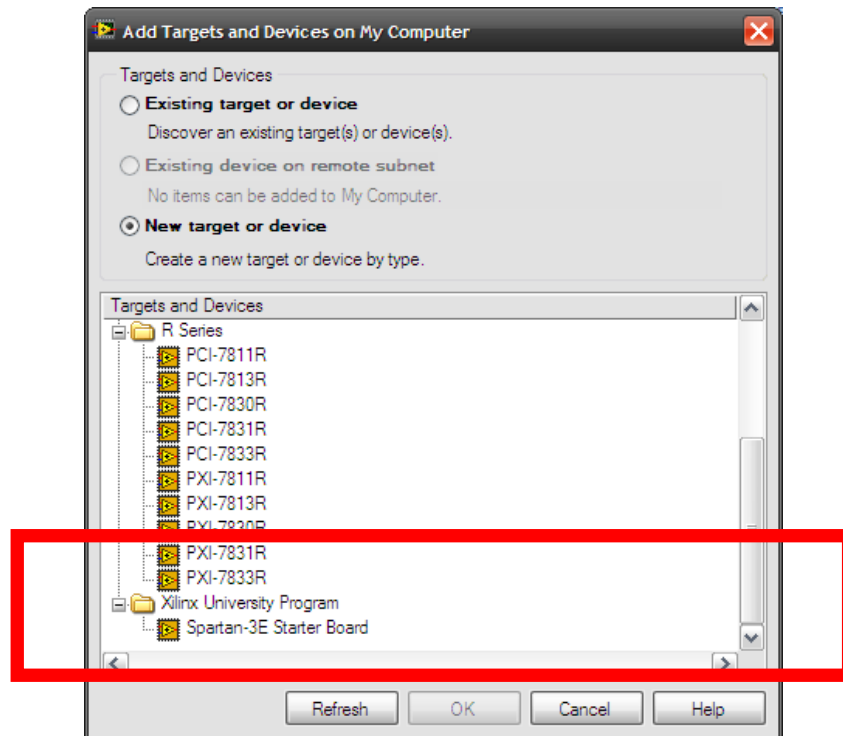 Add Targets and Devices on My Computer
Targets and Devices
Existing target or device
Discover an existing target(s) or device(s).
Existing device on remote subnet
No items can be added to My Computer.
New target or device
Create a new target or device by type.
Targets and Devices
R Series
PCI-7811R
PCI-7813R
PCI-7830R
PCI-7831R
PCI-7833R
PXI-7811R
PXI-7813R
PXI-7830R
PXI-7831R
PXI-7833R
Xilinx University Program
Spartan-3E Starter Board
Refresh OK Cancel Help